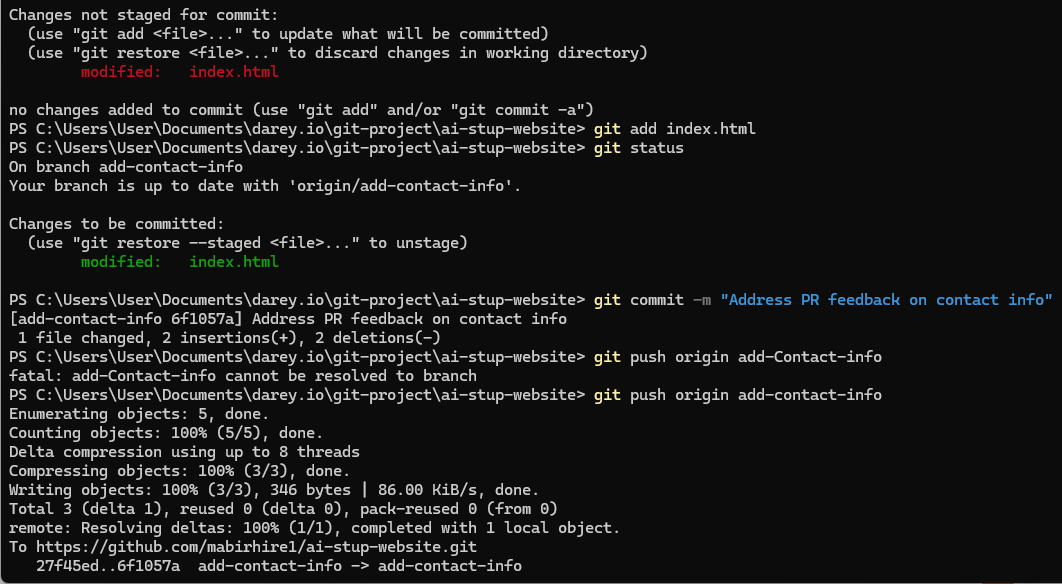 Changes not staged for commit:
  (use "git add <file>..." to update what will be committed)
  (use "git restore <file>..." to discard changes in working directory)
        modified:   index.html

no changes added to commit (use "git add" and/or "git commit -a")
PS C:\Users\User\Documents\darey.io\git-project\ai-stup-website> git add index.html
PS C:\Users\User\Documents\darey.io\git-project\ai-stup-website> git status
On branch add-contact-info
Your branch is up to date with 'origin/add-contact-info'.

Changes to be committed:
  (use "git restore --staged <file>..." to unstage)
        modified:   index.html

PS C:\Users\User\Documents\darey.io\git-project\ai-stup-website> git commit -m "Address PR feedback on contact info"
[add-contact-info 6f1057a] Address PR feedback on contact info
 1 file changed, 2 insertions(+), 2 deletions(-)
PS C:\Users\User\Documents\darey.io\git-project\ai-stup-website> git push origin add-Contact-info
fatal: add-Contact-info cannot be resolved to branch
PS C:\Users\User\Documents\darey.io\git-project\ai-stup-website> git push origin add-contact-info
Enumerating objects: 5, done.
Counting objects: 100% (5/5), done.
Delta compression using up to 8 threads
Compressing objects: 100% (3/3), done.
Writing objects: 100% (3/3), 346 bytes | 86.00 KiB/s, done.
Total 3 (delta 1), reused 0 (delta 0), pack-reused 0 (from 0)
remote: Resolving deltas: 100% (1/1), completed with 1 local object.
To https://github.com/mabirhire1/ai-stup-website.git
   27f45ed..6f1057a  add-contact-info -> add-contact-info